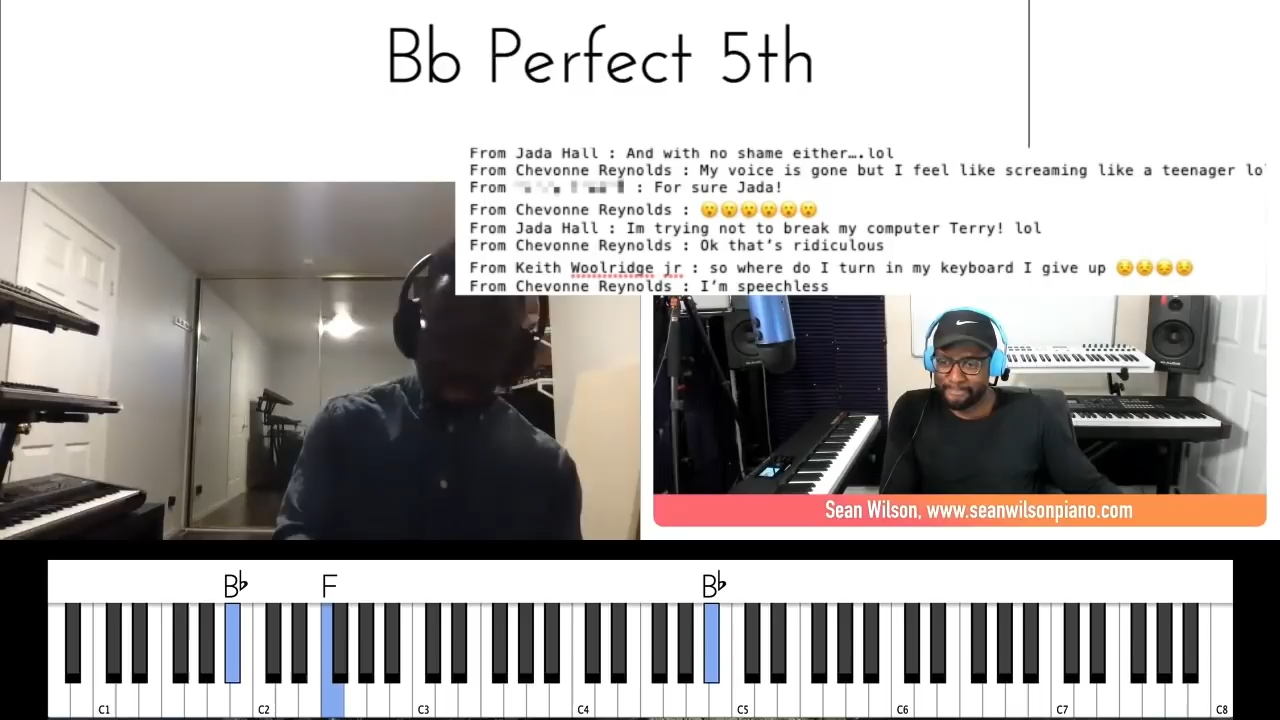 Bb Perfect 5th
From Jada Hall : And with no shame either….lol
From Chevonne Reynolds : My voice is gone but I feel like screaming like a teenager lo
From : For sure Jada!
From Chevonne Reynolds : 😮😮😮😮😮😮
From Jada Hall : Im trying not to break my computer Terry! lol
From Chevonne Reynolds : Ok that’s ridiculous
From Keith Woolridge jr : so where do I turn in my keyboard I give up 😣😣😣😣
From Chevonne Reynolds : I’m speechless
Sean Wilson, www.seanwilsonpiano.com
B♭ F B♭
C1 C2 C3 C4 C5 C6 C7 C8